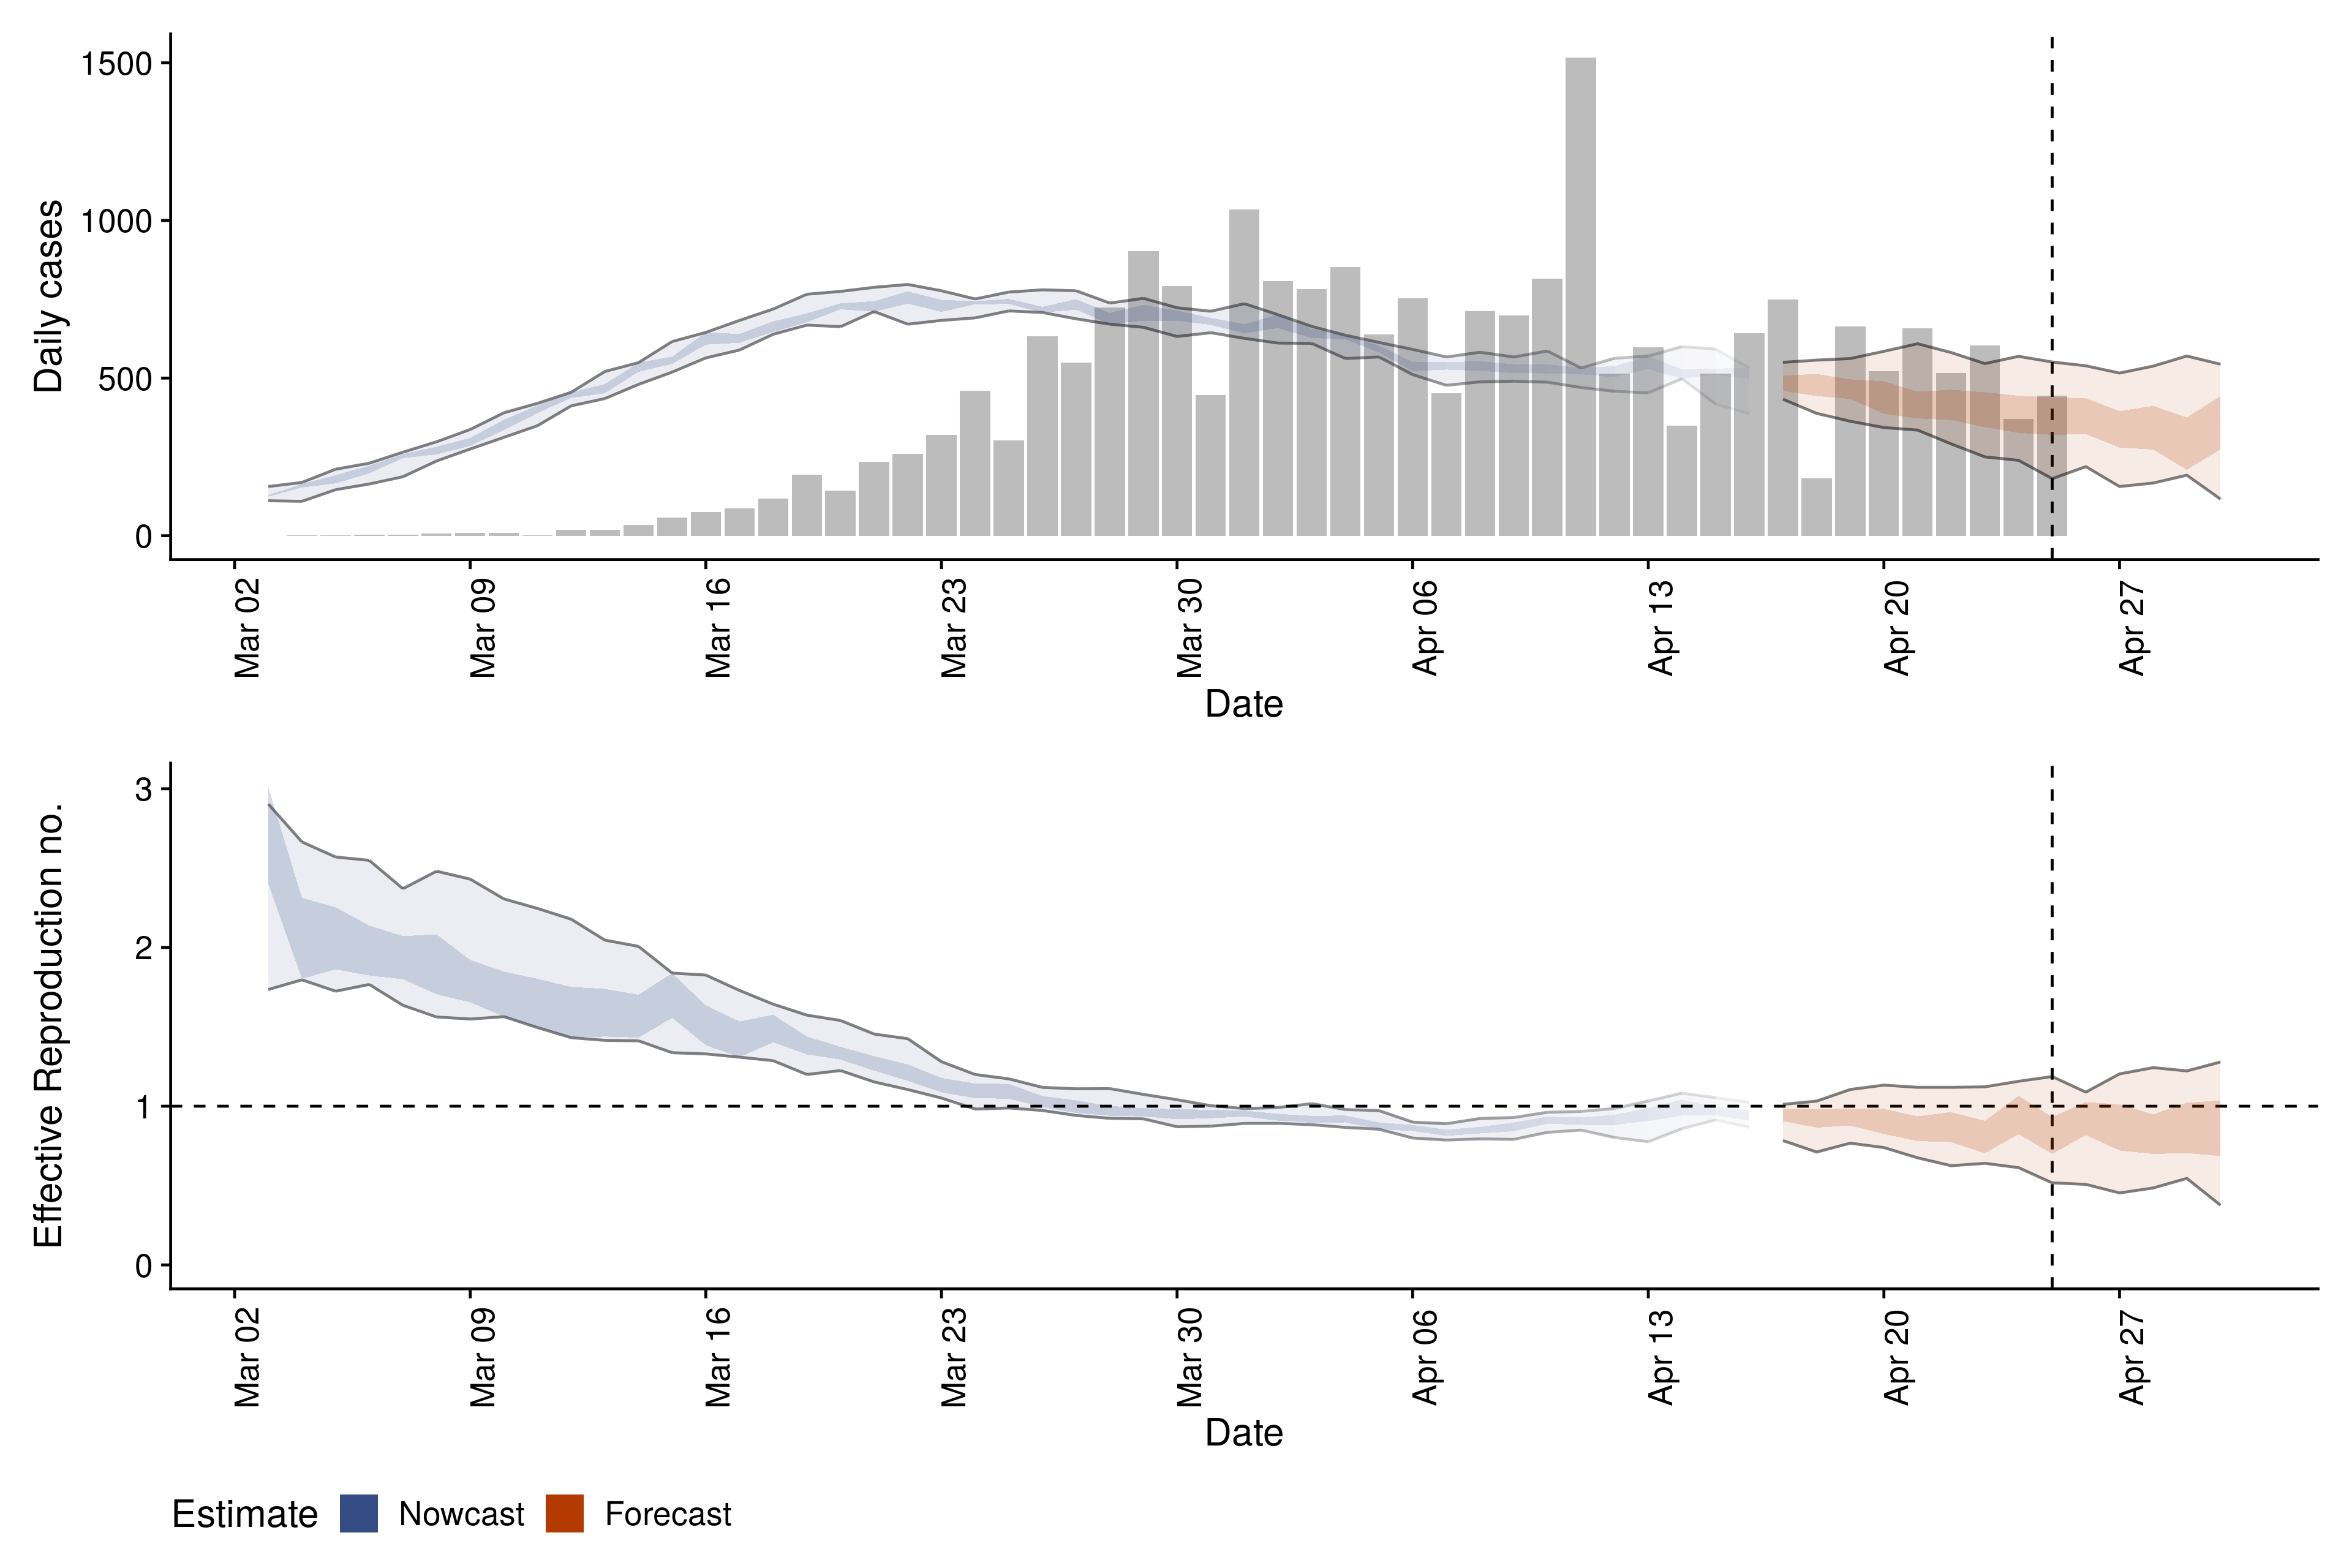 Daily cases
1500
1000
500
0
Mar 02
Mar 09
Mar 16
Mar 23
Mar 30
Apr 06
Apr 13
Apr 20
Apr 27
Date
Effective Reproduction no.
3
2
1
0
Mar 02
Mar 09
Mar 16
Mar 23
Mar 30
Apr 06
Apr 13
Apr 20
Apr 27
Date
Estimate Nowcast Forecast